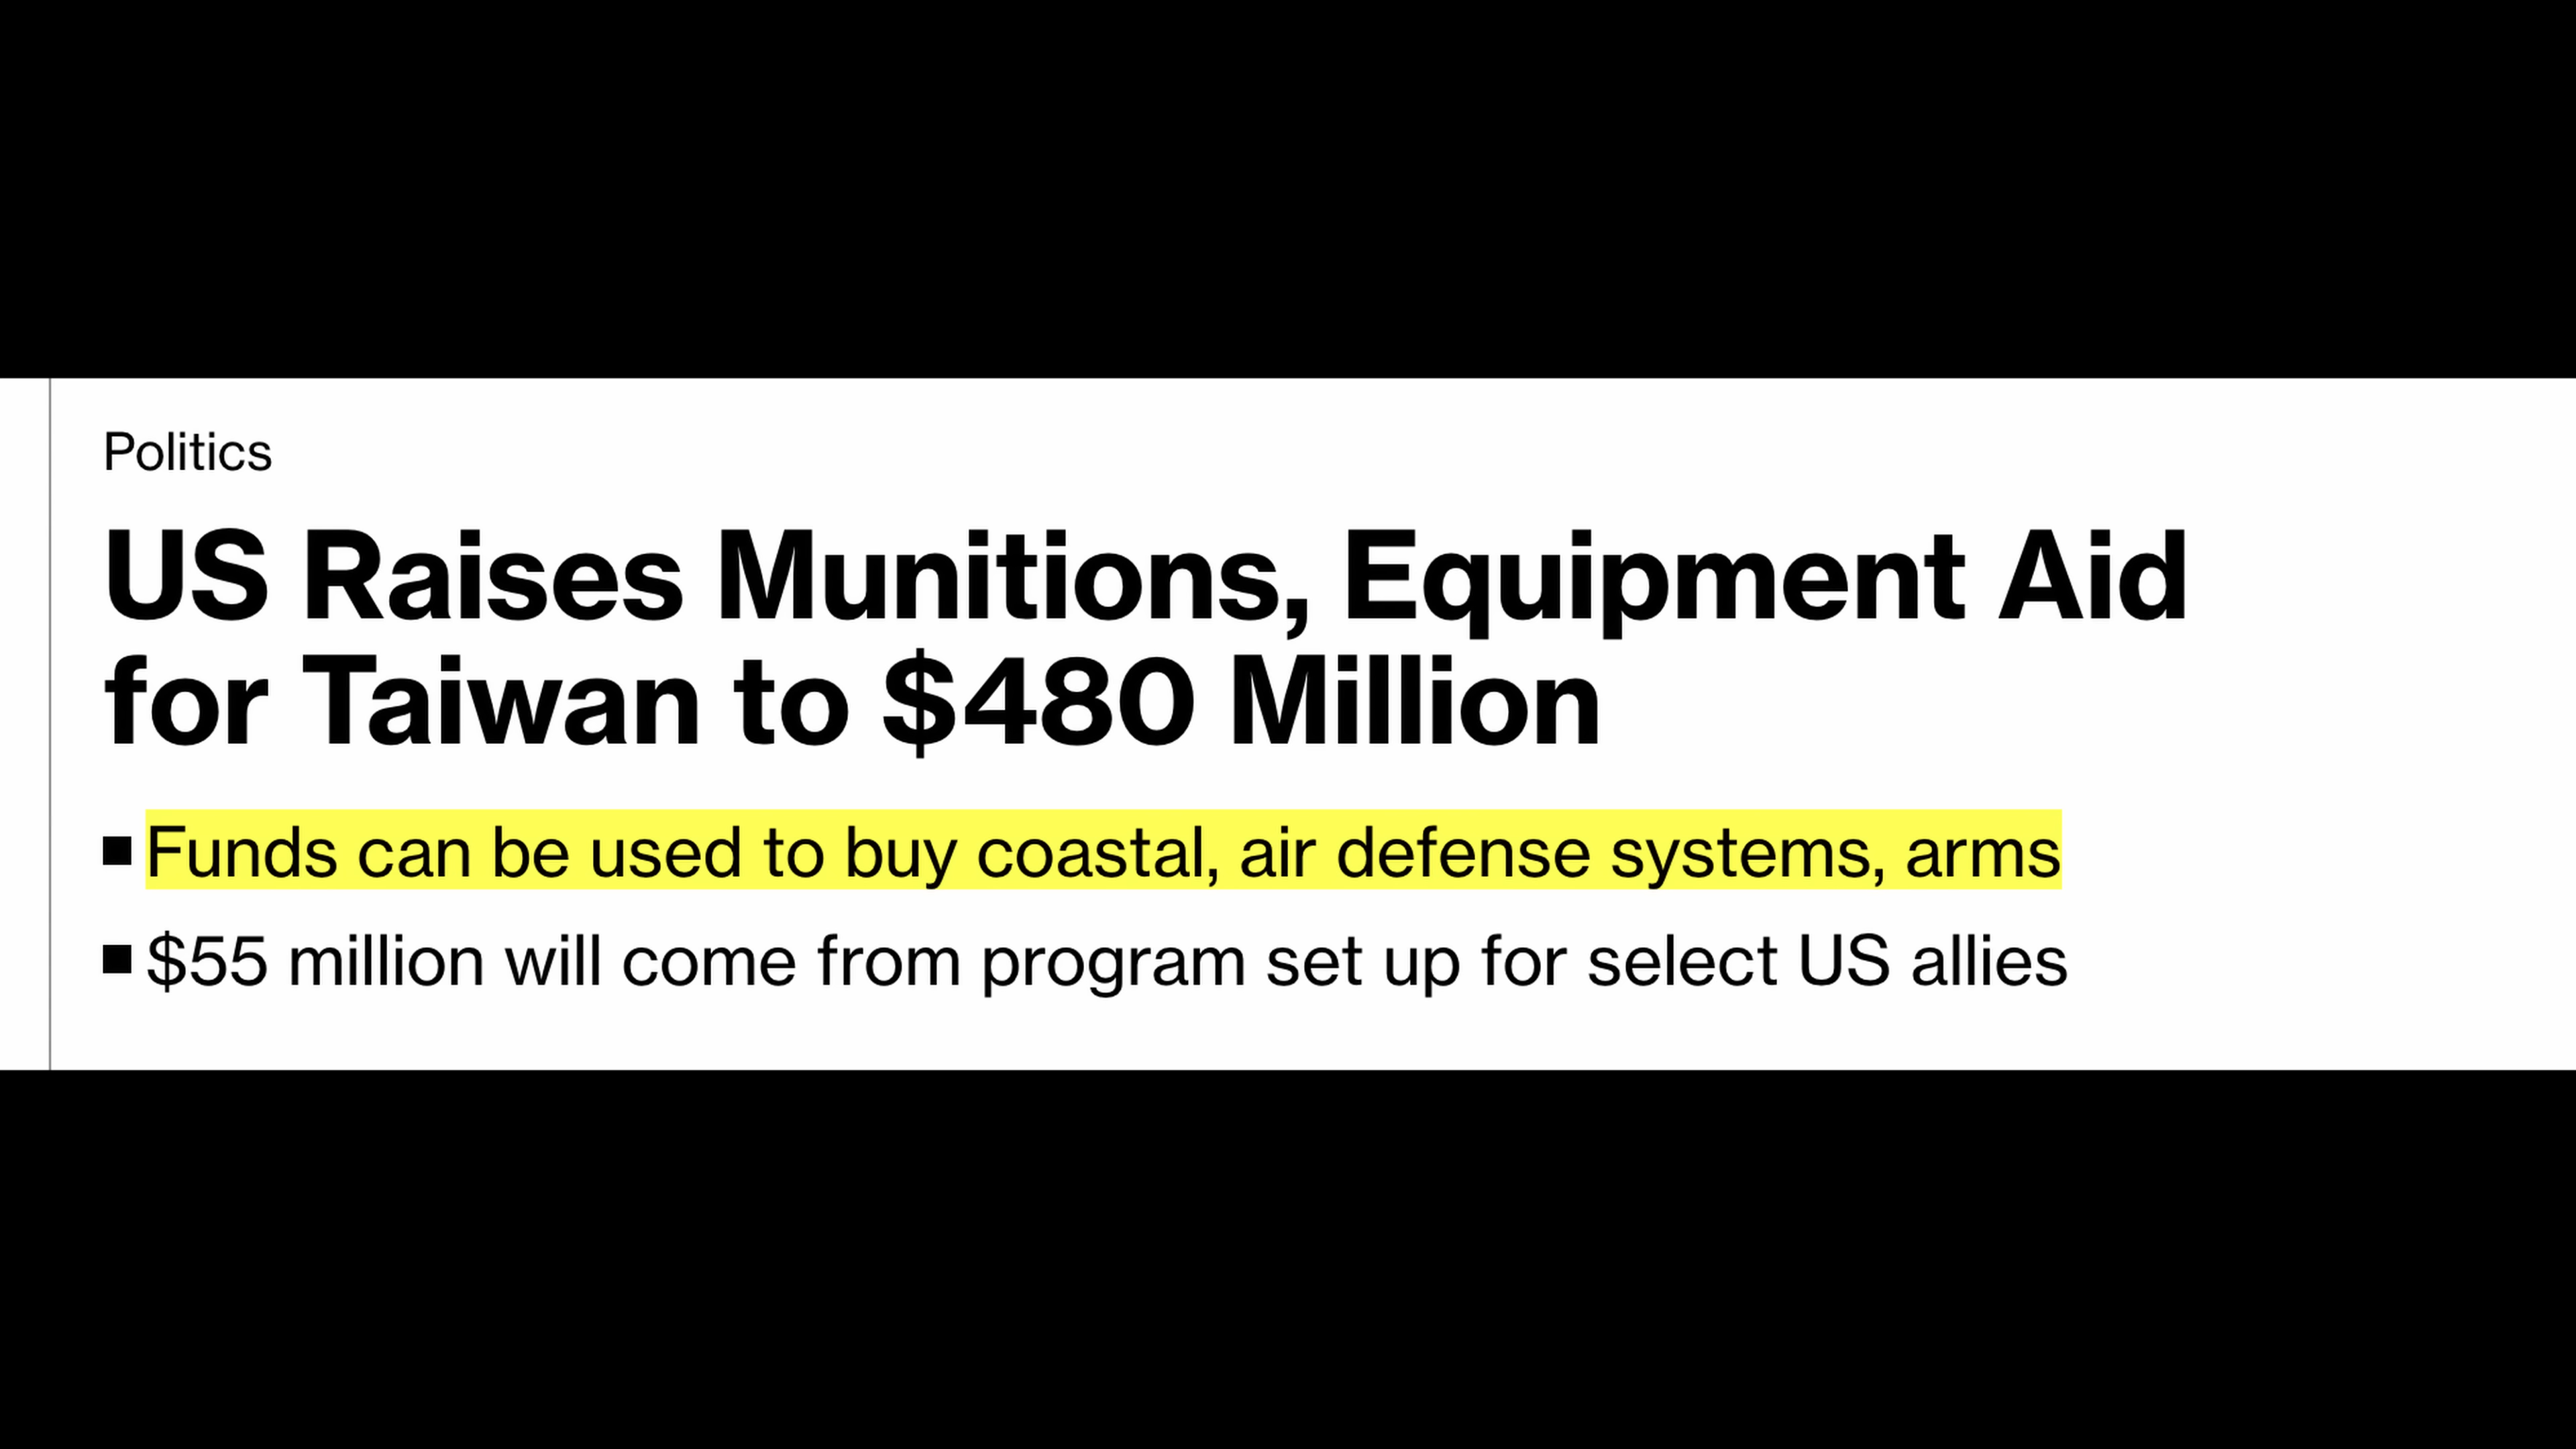 Politics
US Raises Munitions, Equipment Aid
for Taiwan to $480 Million
■ Funds can be used to buy coastal, air defense systems, arms
■ $55 million will come from program set up for select US allies